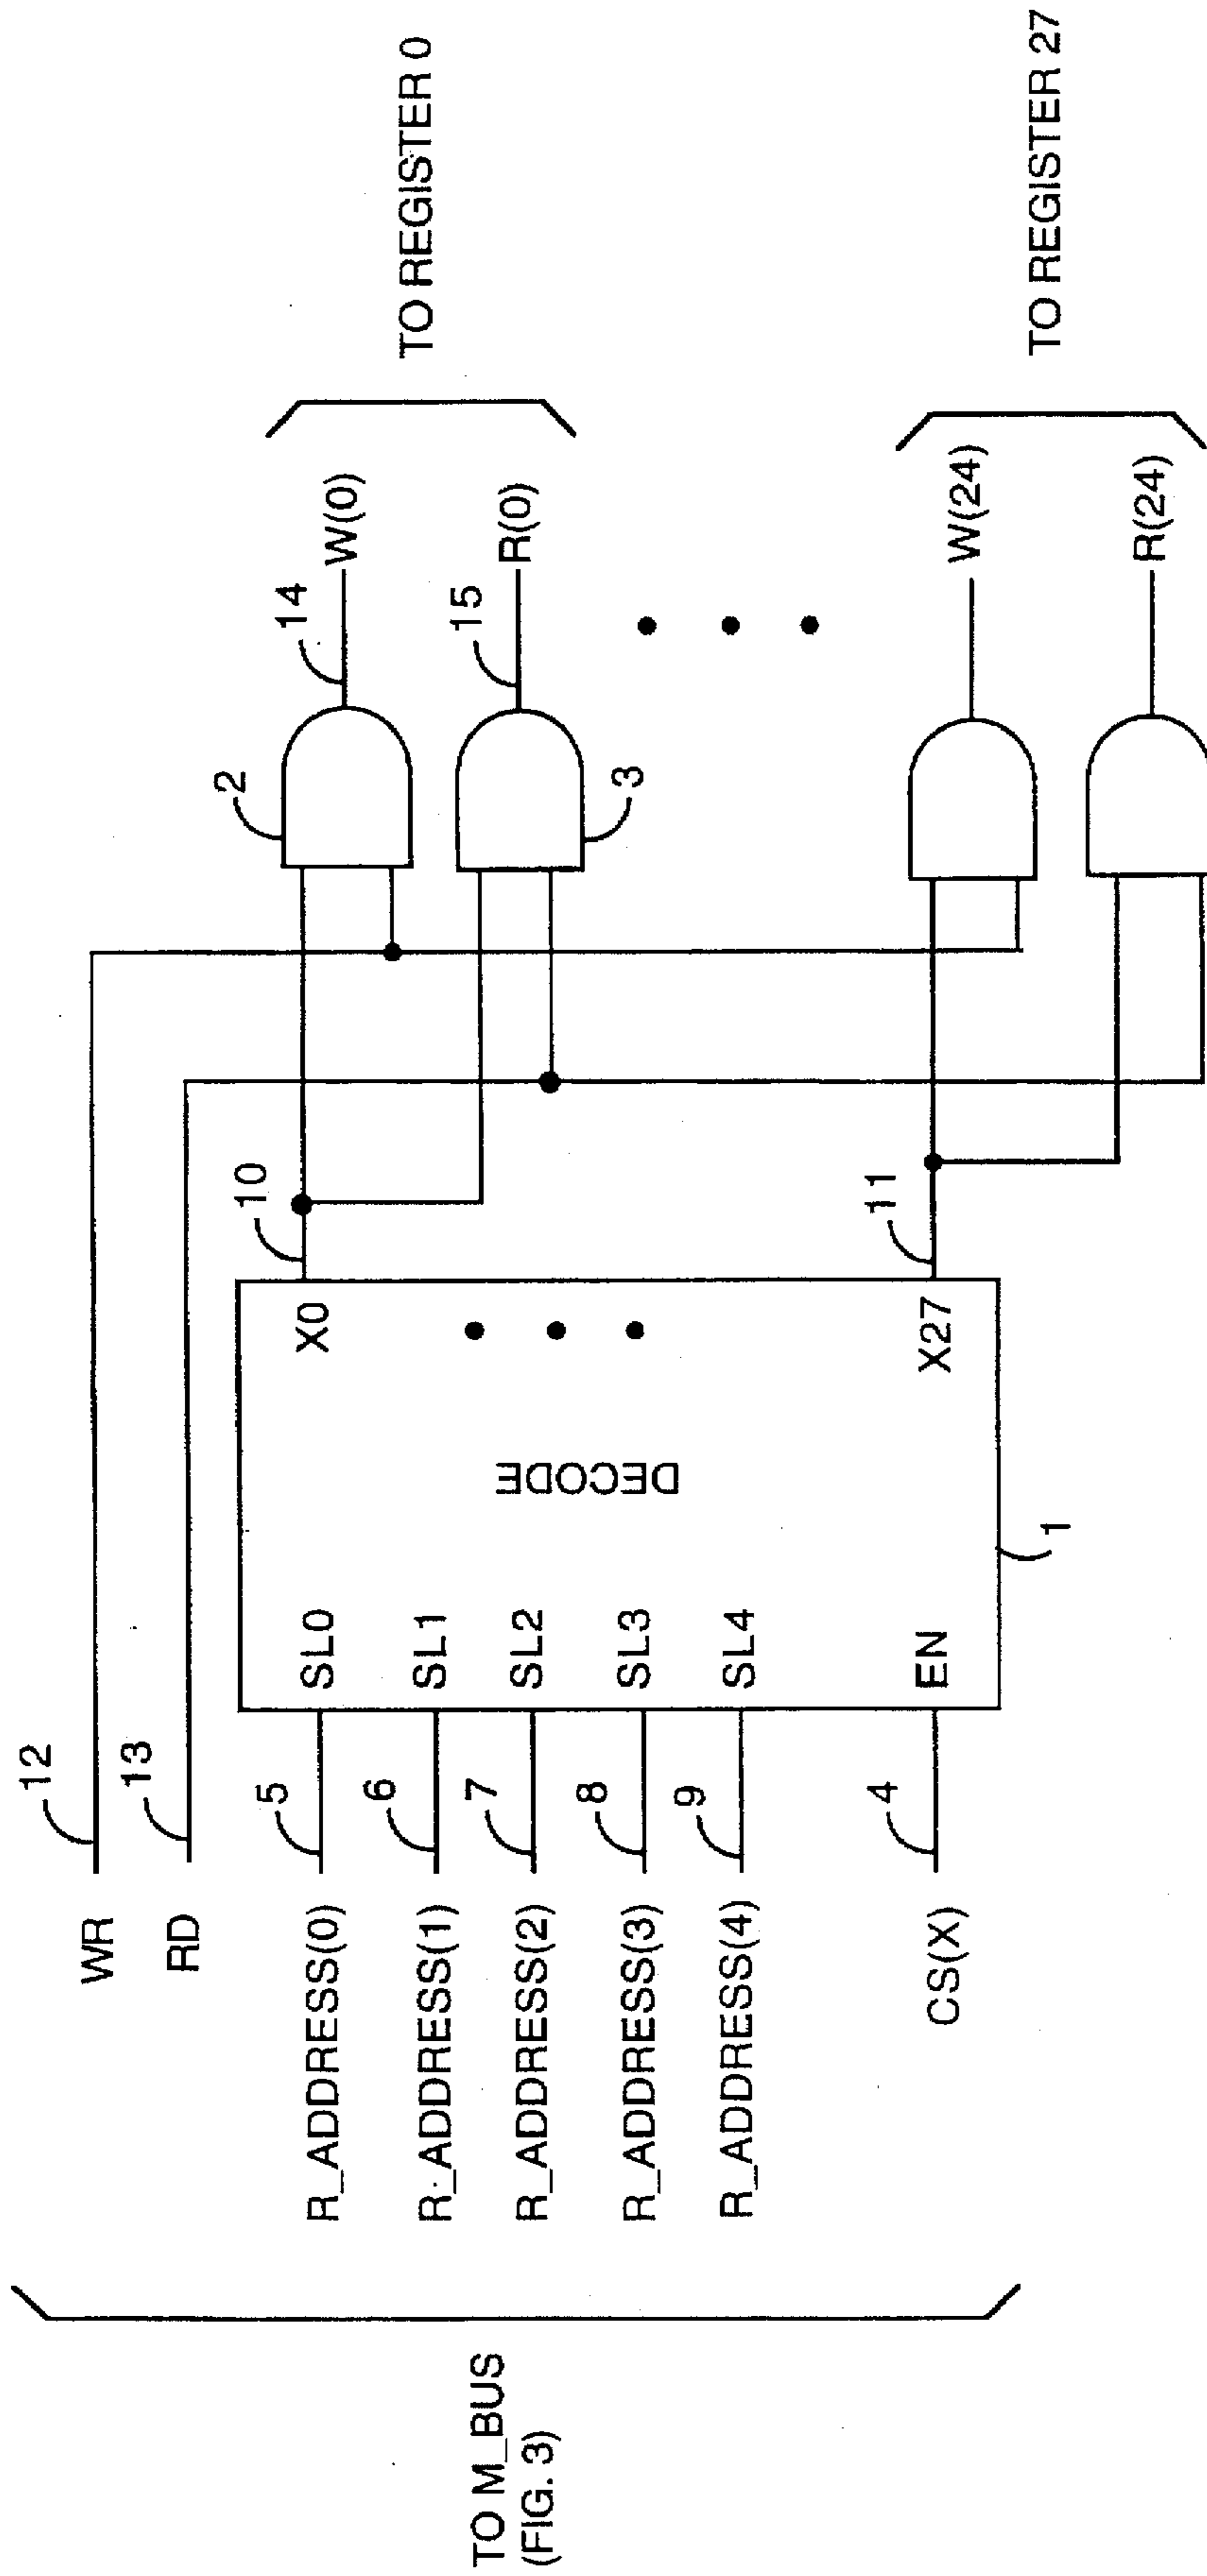 TO M_BUS
(FIG. 3)
WR
RD
R_ADDRESS(0)
R_ADDRESS(1)
R_ADDRESS(2)
R_ADDRESS(3)
R_ADDRESS(4)
CS(X)
12
13
5
6
7
8
9
4
SL0
SL1
SL2
SL3
SL4
EN
DECODE
1
X0
X27
10
11
2
3
14
15
W(0)
R(0)
W(24)
R(24)
TO REGISTER 0
TO REGISTER 27